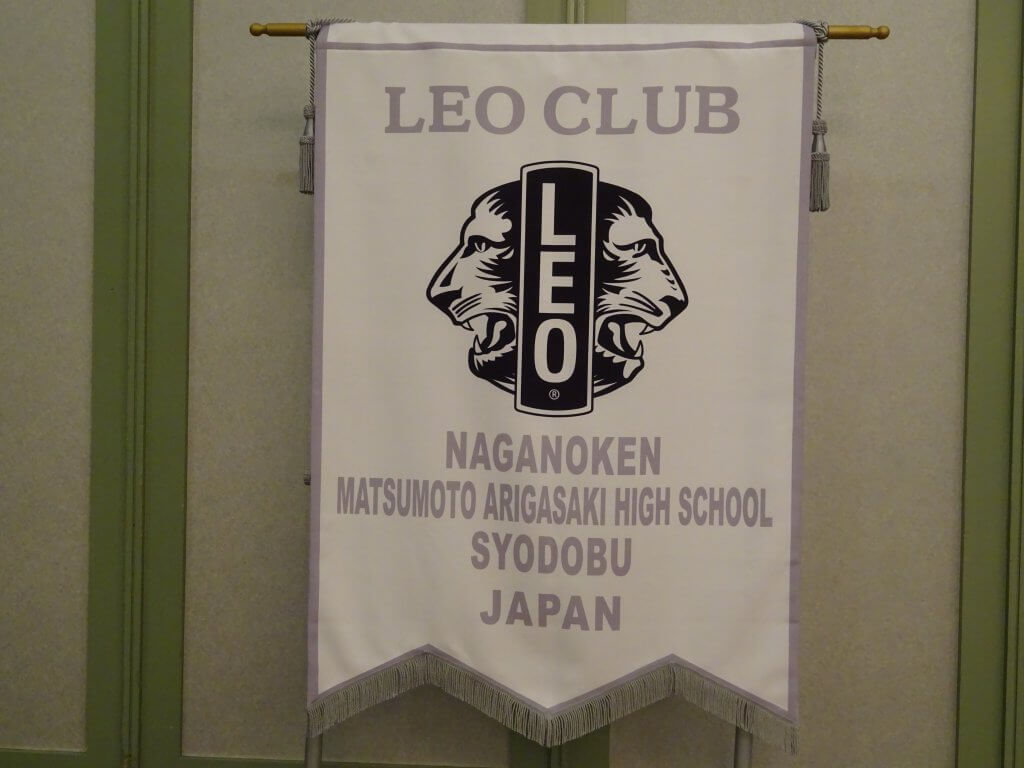 LEO CLUB
LEO
®
NAGANOKEN
MATSUMOTO ARIGASAKI HIGH SCHOOL
SYODOBU
JAPAN